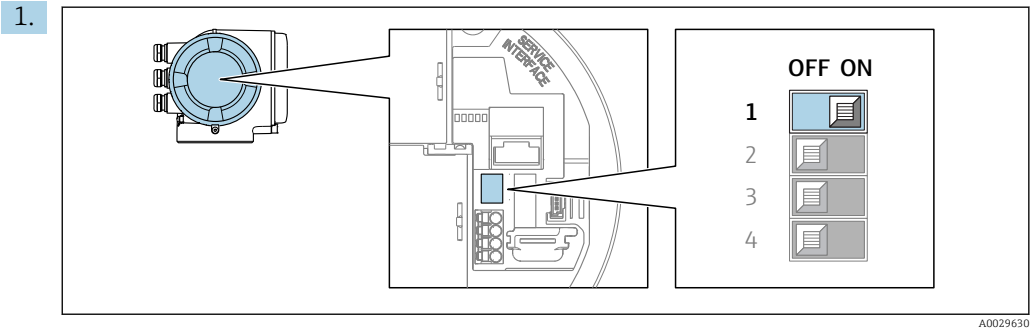 1.
SERVICE
INTERFACE
OFF ON
1
2
3
4
A0029630